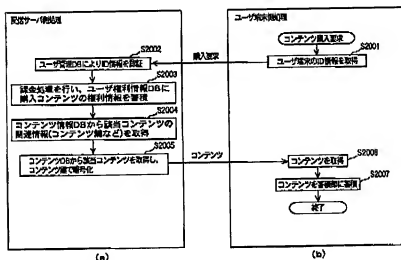 配信サーバ側処理
S2002
ユーザ管理DBによりID情報を認証
S2003
課金処理を行い、ユーザ権利情報DBに
購入コンテンツの権利情報を蓄積
S2004
コンテンツ情報DBから該当コンテンツの
関連情報(コンテンツ鍵など)を取得
S2005
コンテンツDBから該当コンテンツを取得し、
コンテンツ鍵で暗号化
(a)
購入要求
コンテンツ
ユーザ端末側処理
コンテンツ購入要求
S2001
ユーザ端末のID情報を取得
S2006
コンテンツを取得
S2007
コンテンツを蓄積部に蓄積
終了
(b)